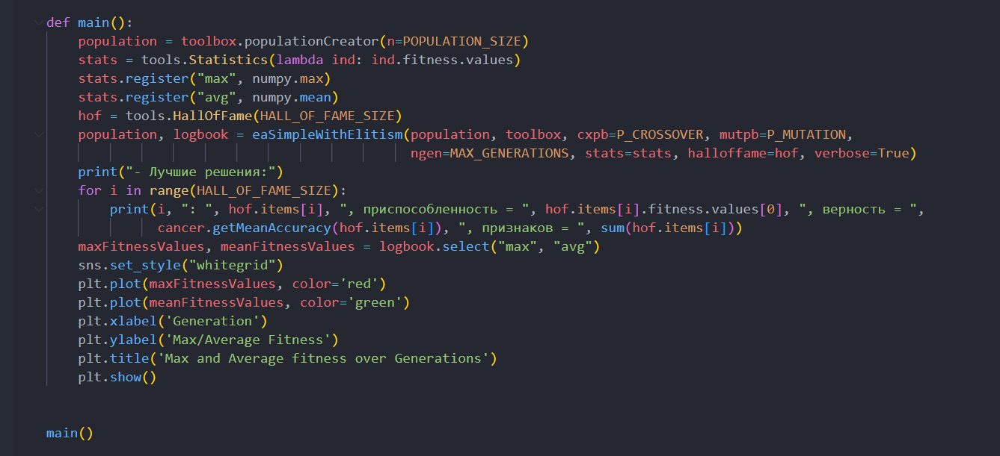 def main():
    population = toolbox.populationCreator(n=POPULATION_SIZE)
    stats = tools.Statistics(lambda ind: ind.fitness.values)
    stats.register("max", numpy.max)
    stats.register("avg", numpy.mean)
    hof = tools.HallOfFame(HALL_OF_FAME_SIZE)
    population, logbook = eaSimpleWithElitism(population, toolbox, cxpb=P_CROSSOVER, mutpb=P_MUTATION,
                                              ngen=MAX_GENERATIONS, stats=stats, halloffame=hof, verbose=True)
    print("- Лучшие решения:")
    for i in range(HALL_OF_FAME_SIZE):
        print(i, ": ", hof.items[i], ", приспособленность = ", hof.items[i].fitness.values[0], ", верность = ",
              cancer.getMeanAccuracy(hof.items[i]), ", признаков = ", sum(hof.items[i]))
    maxFitnessValues, meanFitnessValues = logbook.select("max", "avg")
    sns.set_style("whitegrid")
    plt.plot(maxFitnessValues, color='red')
    plt.plot(meanFitnessValues, color='green')
    plt.xlabel('Generation')
    plt.ylabel('Max/Average Fitness')
    plt.title('Max and Average fitness over Generations')
    plt.show()
main()